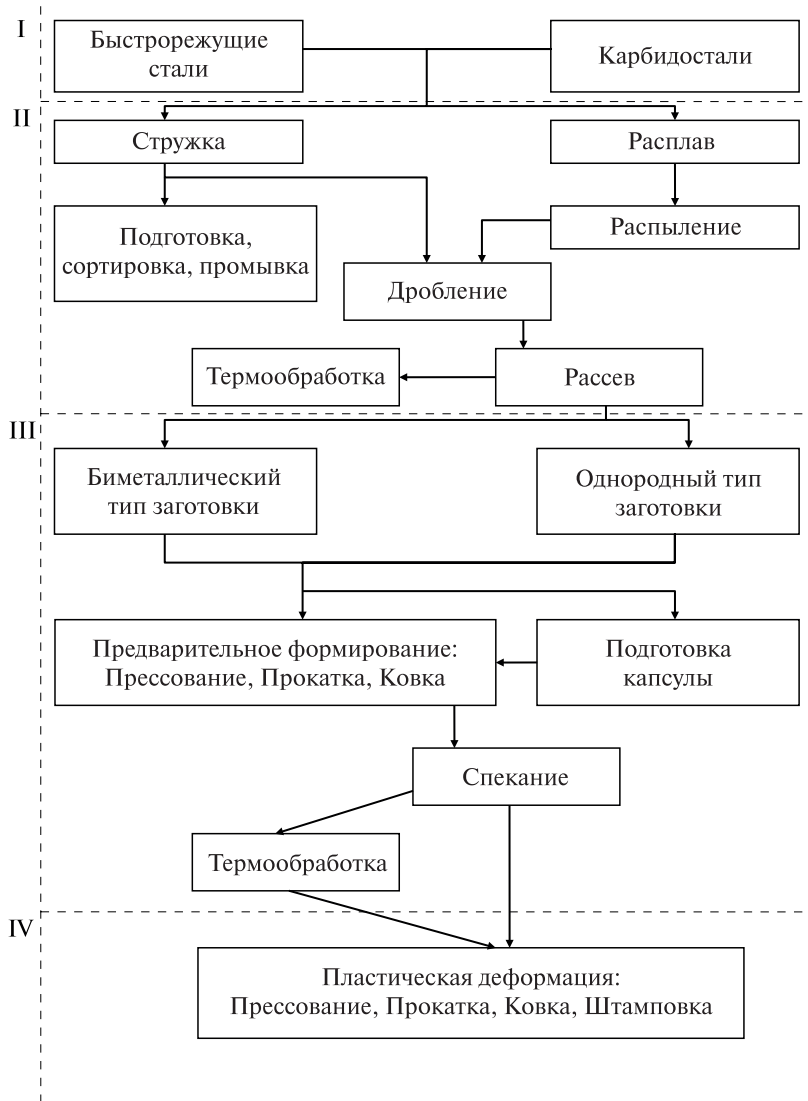 I
Быстрорежущие
стали
Карбидостали
II
Стружка
Расплав
Подготовка,
сортировка, промывка
Распыление
Дробление
Термообработка
Рассев
III
Биметаллический
тип заготовки
Однородный тип
заготовки
Предварительное формирование:
Прессование, Прокатка, Ковка
Подготовка
капсулы
Спекание
Термообработка
IV
Пластическая деформация:
Прессование, Прокатка, Ковка, Штамповка